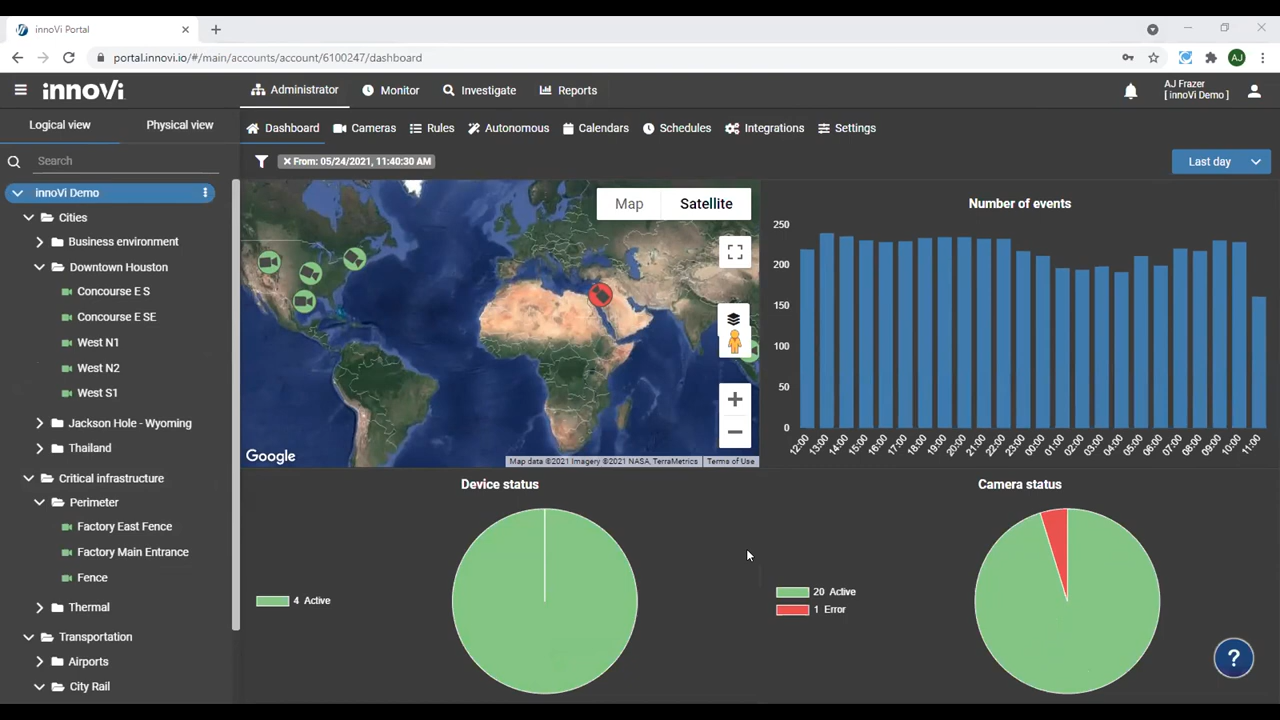 innoVi Portal
portal.innovi.io/#/main/accounts/account/6100247/dashboard
AJ
innoVi
Administrator
Monitor
Investigate
Reports
AJ Frazer
[ innoVi Demo ]
Logical view
Physical view
Dashboard
Cameras
Rules
Autonomous
Calendars
Schedules
Integrations
Settings
Search
× From: 05/24/2021, 11:40:30 AM
Last day
innoVi Demo
Cities
Business environment
Downtown Houston
Concourse E S
Concourse E SE
West N1
West N2
West S1
Jackson Hole - Wyoming
Thailand
Critical infrastructure
Perimeter
Factory East Fence
Factory Main Entrance
Fence
Thermal
Transportation
Airports
City Rail
Map
Satellite
Google
Map data ©2021 Imagery ©2021 NASA, TerraMetrics
Terms of Use
Number of events
250
200
150
100
50
0
12:00 13:00 14:00 15:00 16:00 17:00 18:00 19:00 20:00 21:00 22:00 23:00 00:00 01:00 02:00 03:00 04:00 05:00 06:00 07:00 08:00 09:00 10:00 11:00
Device status
4 Active
Camera status
20 Active
1 Error
?